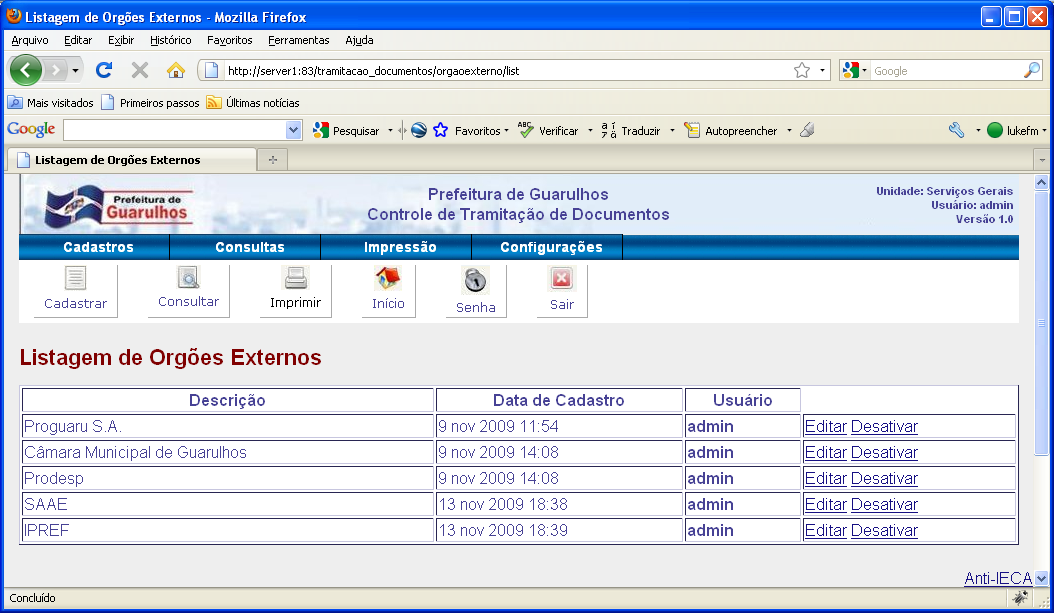 Listagem de Orgões Externos - Mozilla Firefox
Arquivo Editar Exibir Histórico Favoritos Ferramentas Ajuda
http://server1:83/tramitacao_documentos/orgaoexterno/list
Google
Mais visitados Primeiros passos Últimas notícias
Google Pesquisar Favoritos ABC Verificar Traduzir Autopreencher lukefm
Listagem de Orgões Externos
Prefeitura de
Guarulhos
Prefeitura de Guarulhos
Controle de Tramitação de Documentos
Unidade: Serviços Gerais
Usuário: admin
Versão 1.0
Cadastros Consultas Impressão Configurações
Cadastrar Consultar Imprimir Início Senha Sair
Listagem de Orgões Externos
Descrição Data de Cadastro Usuário
Proguaru S.A. 9 nov 2009 11:54 admin Editar Desativar
Câmara Municipal de Guarulhos 9 nov 2009 14:08 admin Editar Desativar
Prodesp 9 nov 2009 14:08 admin Editar Desativar
SAAE 13 nov 2009 18:38 admin Editar Desativar
IPREF 13 nov 2009 18:39 admin Editar Desativar
Anti-IECA
Concluído